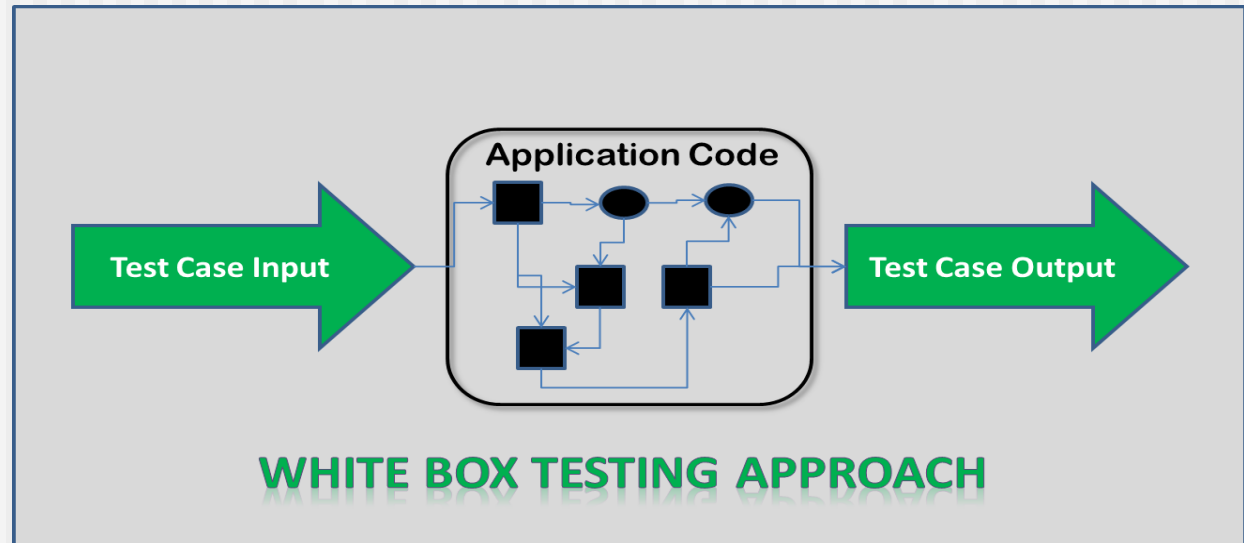 Application Code
Test Case Input
Test Case Output
WHITE BOX TESTING APPROACH